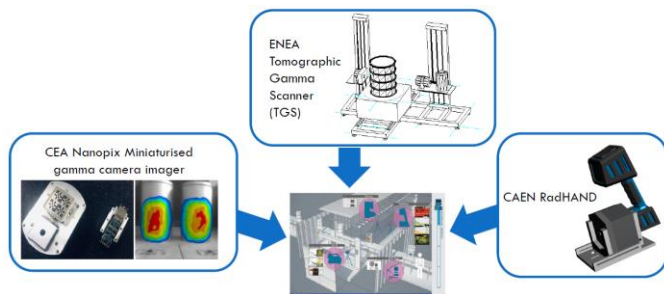 ENEA
Tomographic
Gamma
Scanner
(TGS)
CEA Nanopix Miniaturised
gamma camera imager
CAEN RadHAND